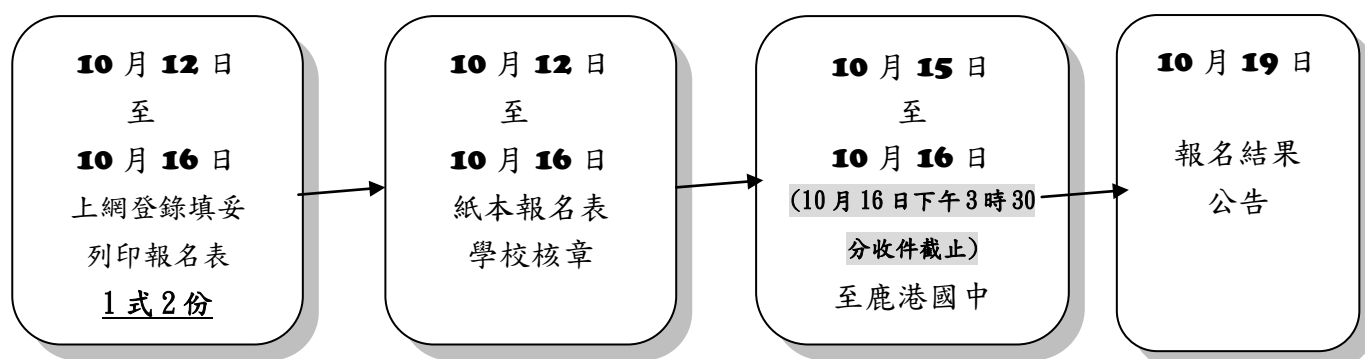 10 月 12 日
至
10 月 16 日
上網登錄填妥
列印報名表
1 式 2 份
10 月 12 日
至
10 月 16 日
紙本報名表
學校核章
10 月 15 日
至
10 月 16 日
(10 月 16 日下午 3 時 30
分收件截止)
至鹿港國中
10 月 19 日
報名結果
公告